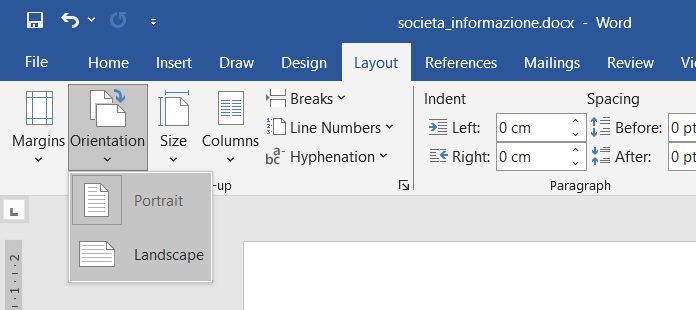 societa_informazione.docx - Word
File Home Insert Draw Design Layout References Mailings Review
Margins Orientation Size Columns
Breaks
Line Numbers
Hyphenation
Indent Spacing
Left: 0 cm Before: 0 pt
Right: 0 cm After: 0 pt
-up Paragraph
Portrait
Landscape
2
1
1